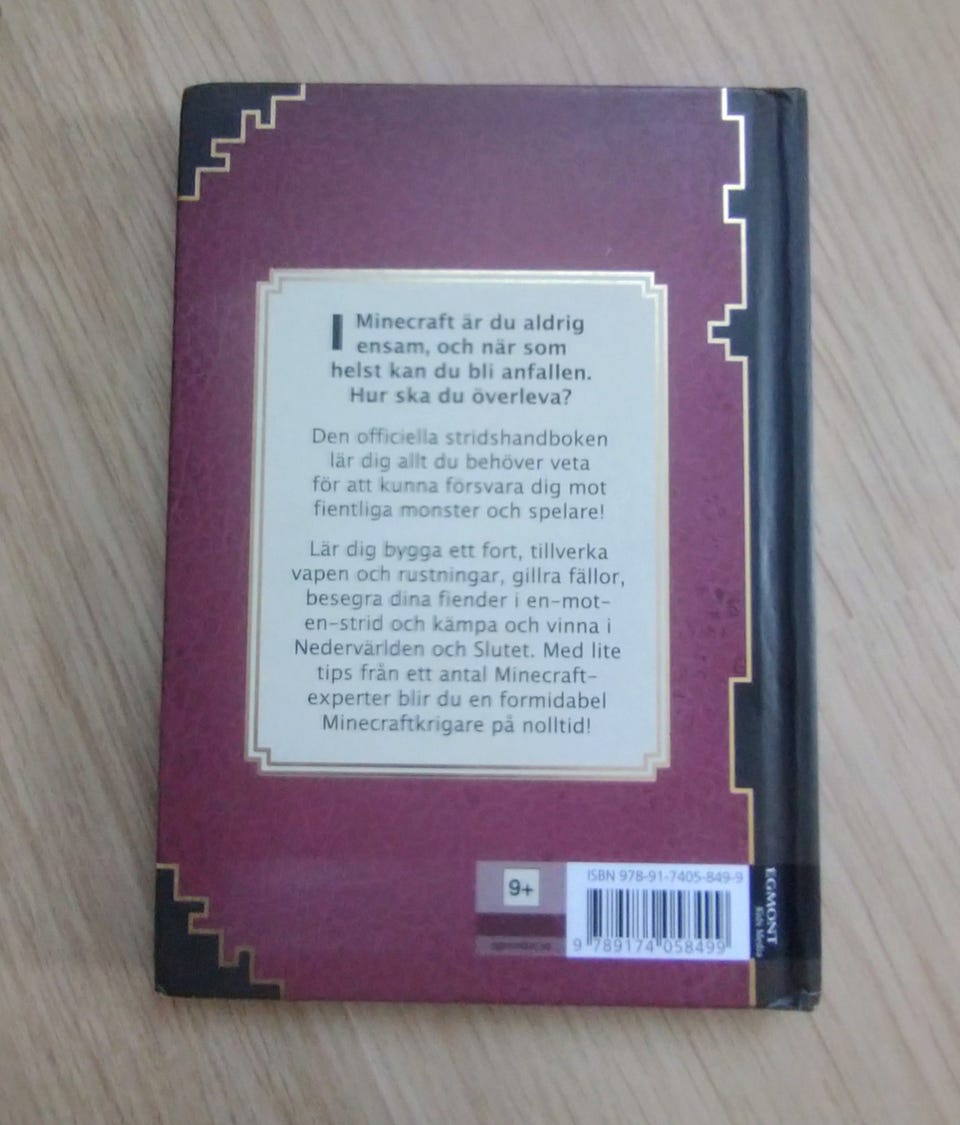 I Minecraft är du aldrig
ensam, och när som
helst kan du bli anfallen.
Hur ska du överleva?
Den officiella stridshandboken
lär dig allt du behöver veta
för att kunna försvara dig mot
fientliga monster och spelare!
Lär dig bygga ett fort, tillverka
vapen och rustningar, gillra fällor,
besegra dina fiender i en-mot-
en-strid och kämpa och vinna i
Nedervärlden och Slutet. Med lite
tips från ett antal Minecraft-
experter blir du en formidabel
Minecraftkrigare på nolltid!
9+
ISBN 978-91-7405-849-9
9 789174 058499
EGMONT
Kids Media